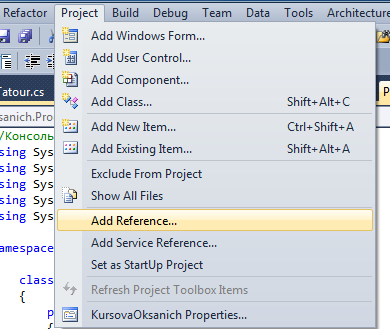 Refactor Project Build Debug Team Data Tools Architecture
Add Windows Form...
Add User Control...
Add Component...
Tatour.cs
Add Class... Shift+Alt+C
sanich.Pro
Add New Item... Ctrl+Shift+A
/Консоль
sing Sys
Add Existing Item... Shift+Alt+A
sing Sys
Exclude From Project
sing Sys
Show All Files
sing Sys
sing Sys
Add Reference...
amespace
Add Service Reference...
Set as StartUp Project
class
Refresh Project Toolbox Items
{
p
KursovaOksanich Properties...
{